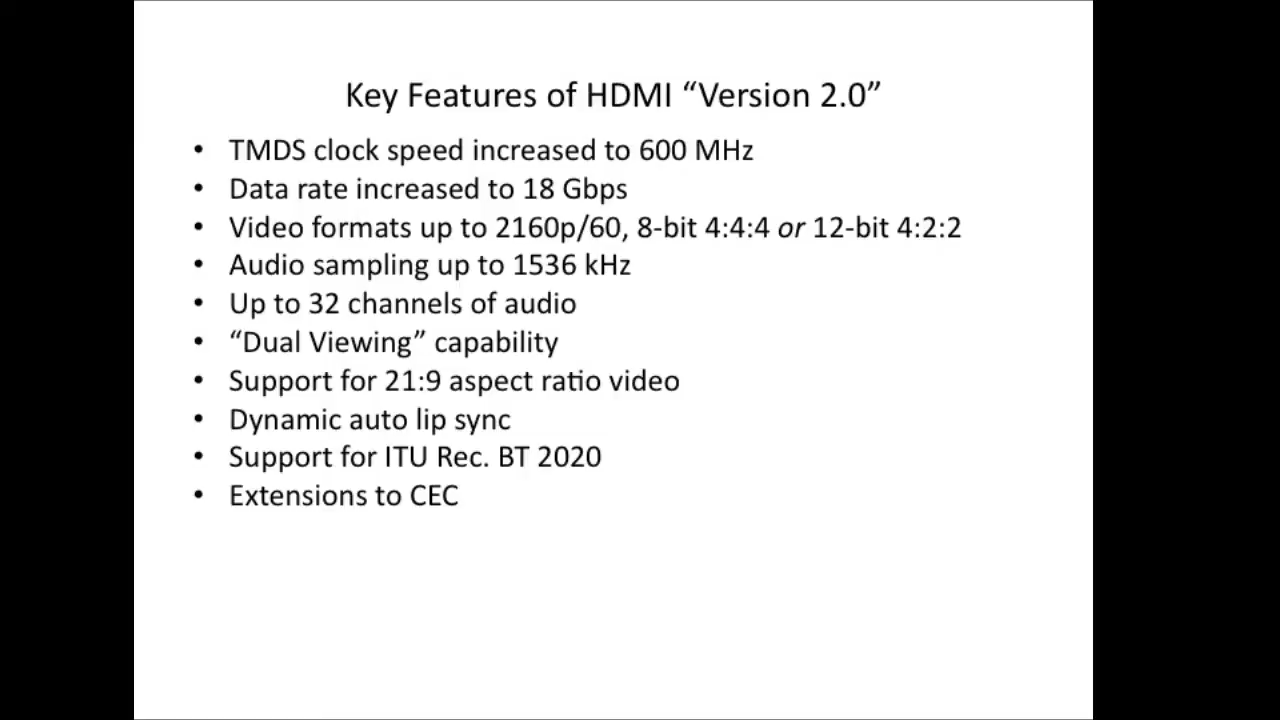 Key Features of HDMI “Version 2.0”
• TMDS clock speed increased to 600 MHz
• Data rate increased to 18 Gbps
• Video formats up to 2160p/60, 8-bit 4:4:4 or 12-bit 4:2:2
• Audio sampling up to 1536 kHz
• Up to 32 channels of audio
• “Dual Viewing” capability
• Support for 21:9 aspect ratio video
• Dynamic auto lip sync
• Support for ITU Rec. BT 2020
• Extensions to CEC